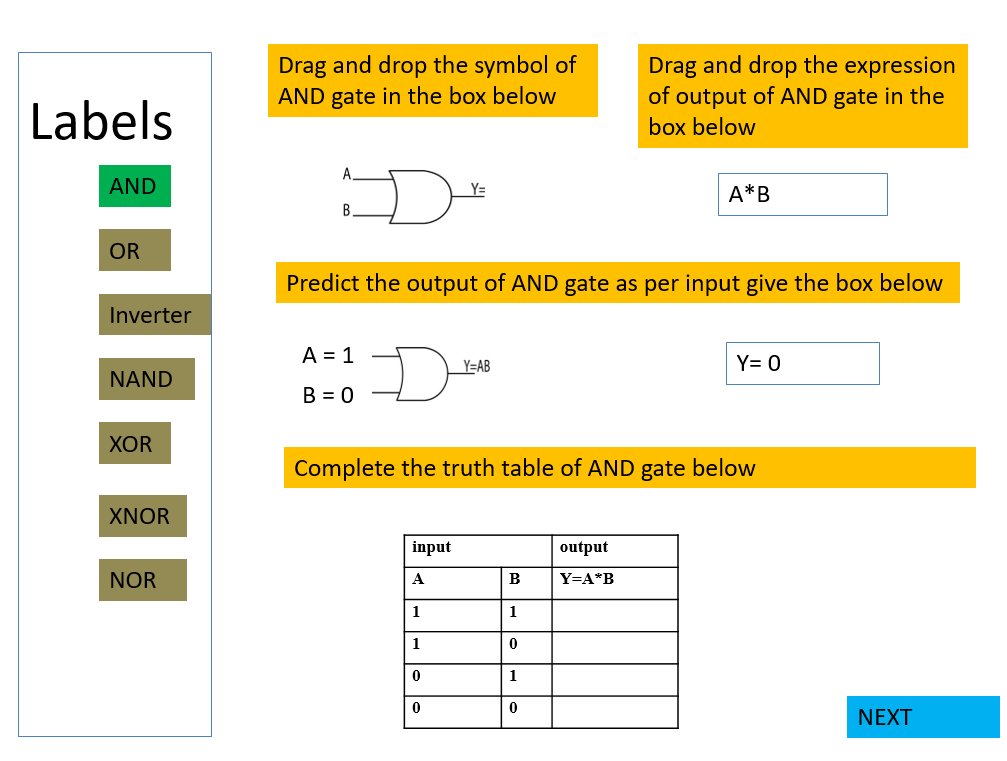 Labels
AND
OR
Inverter
NAND
XOR
XNOR
NOR
Drag and drop the symbol of
AND gate in the box below
Drag and drop the expression
of output of AND gate in the
box below
A
B
Y=
A*B
Predict the output of AND gate as per input give the box below
A = 1
B = 0
Y=AB
Y= 0
Complete the truth table of AND gate below
input output
A B Y=A*B
1 1
1 0
0 1
0 0
NEXT